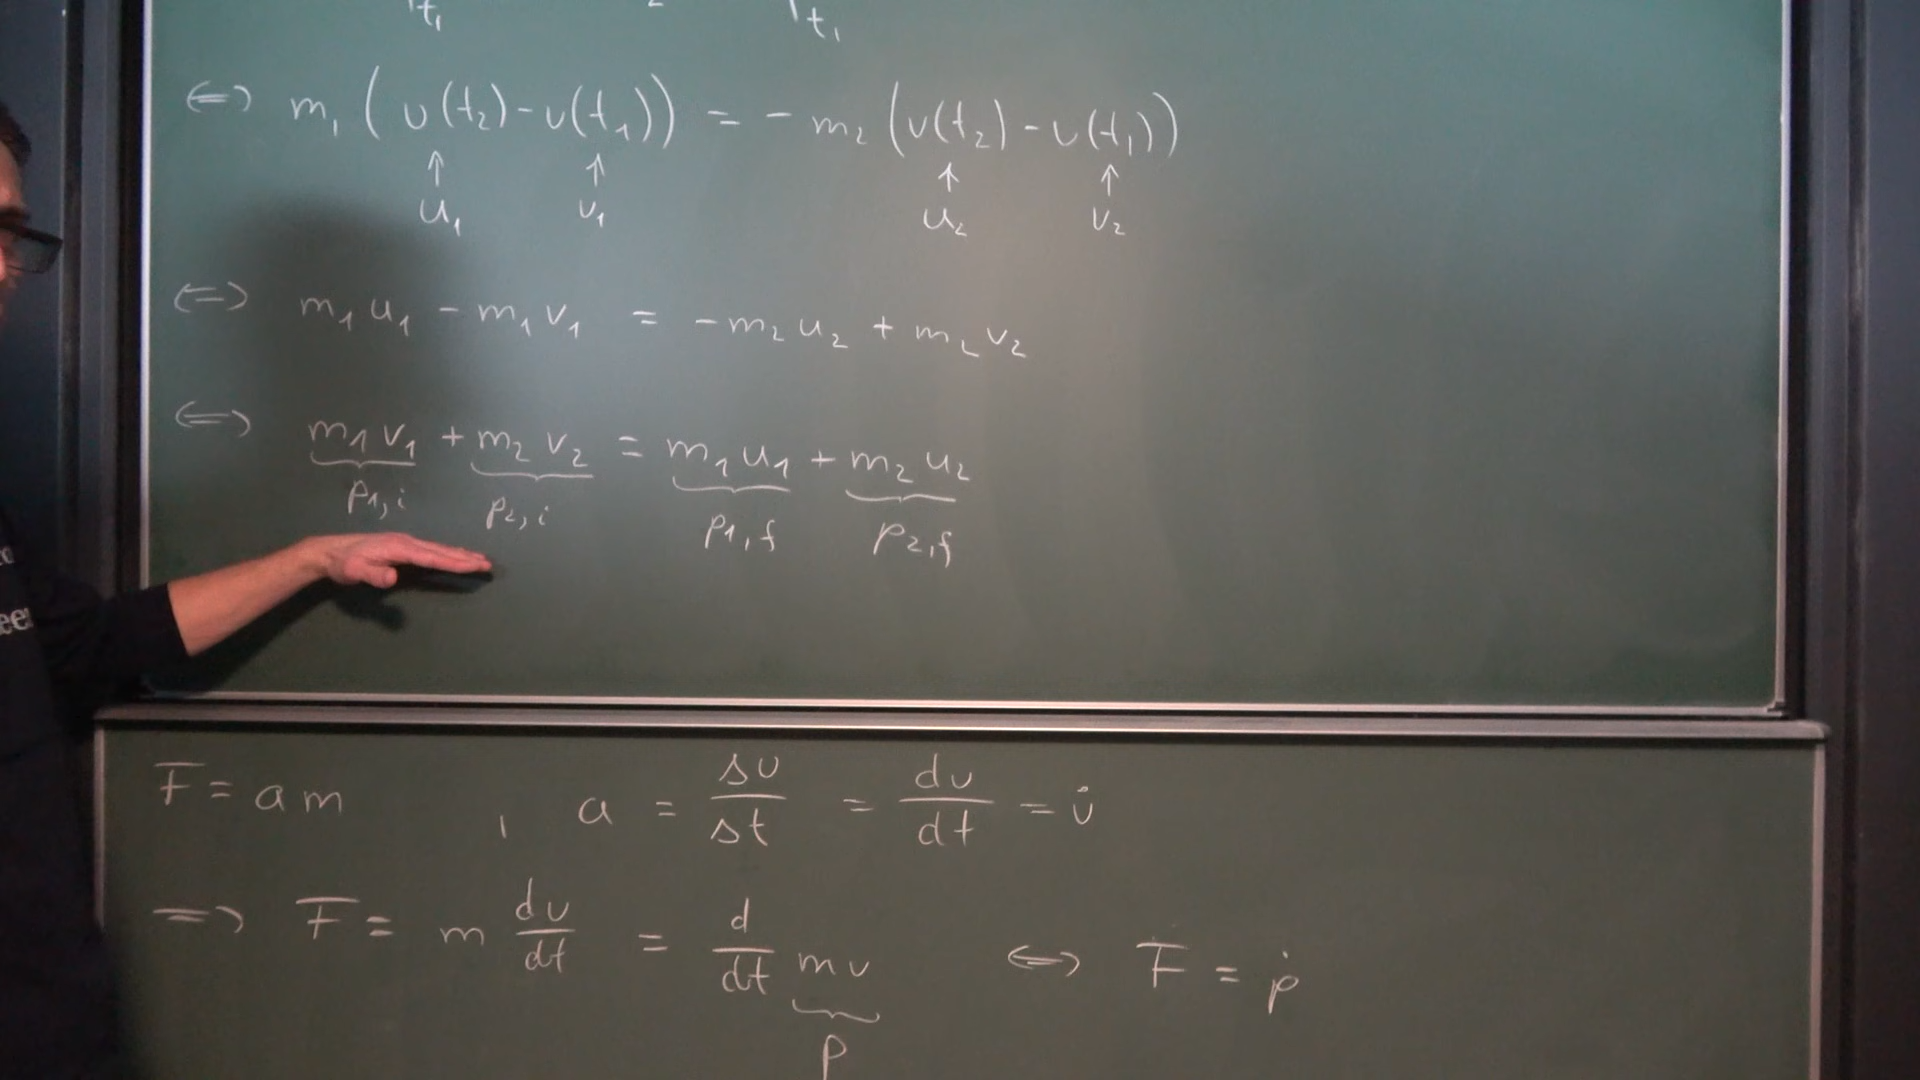 t₁ t₁
⇔ m₁ ( v(t₂) - v(t₁)) = - m₂ (v(t₂) - v(t₁))
↑ ↑ ↑ ↑
u₁ v₁ u₂ v₂
⇔ m₁ u₁ - m₁ v₁ = - m₂ u₂ + m₂ v₂
⇔ m₁ v₁ + m₂ v₂ = m₁ u₁ + m₂ u₂
p₁,i p₂,i p₁,f p₂,f
F = a m , a = Δv/Δt = dv/dt = v̇
⇒ F = m dv/dt = d/dt mv ⇔ F = ṗ
p